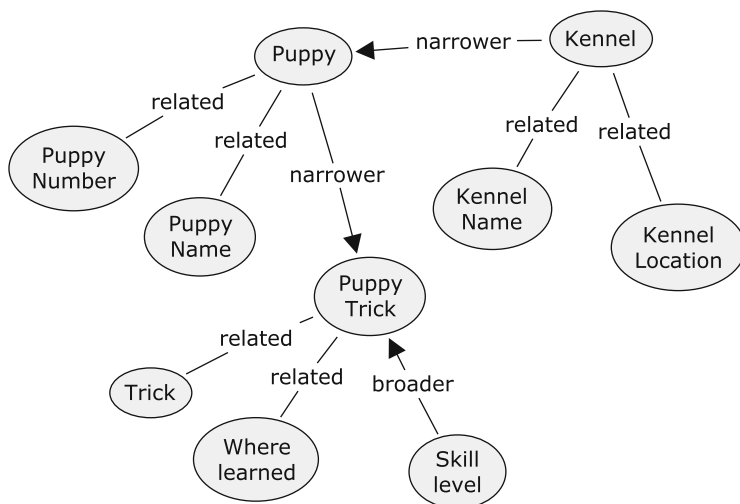 Puppy
narrower
Kennel
related
related
related
related
Puppy
Number
narrower
Puppy
Name
Kennel
Name
Kennel
Location
Puppy
Trick
related
related
broader
Trick
Where
learned
Skill
level